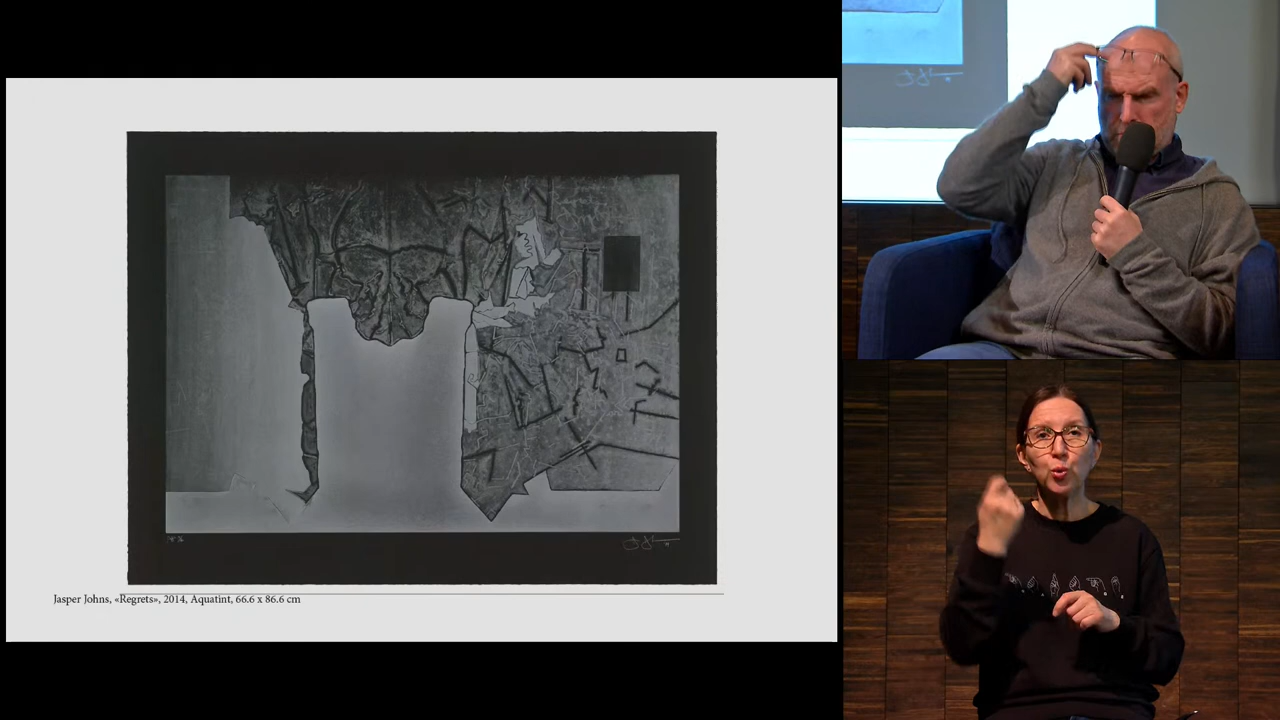 Jasper Johns, «Regrets», 2014, Aquatint, 66.6 x 86.6 cm